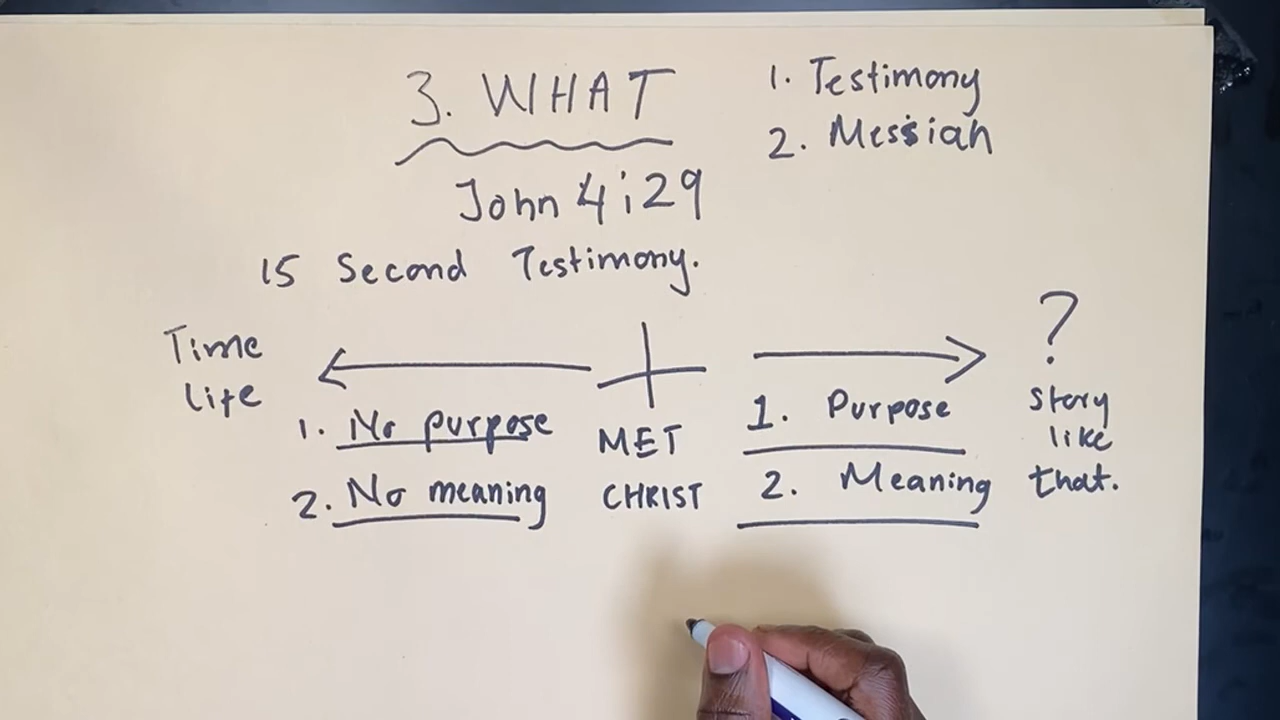 3. WHAT
1. Testimony
2. Messiah
John 4:29
15 Second Testimony.
Time
life
1. No purpose
2. No meaning
MET
CHRIST
1. Purpose
2. Meaning
?
Story
like
that.